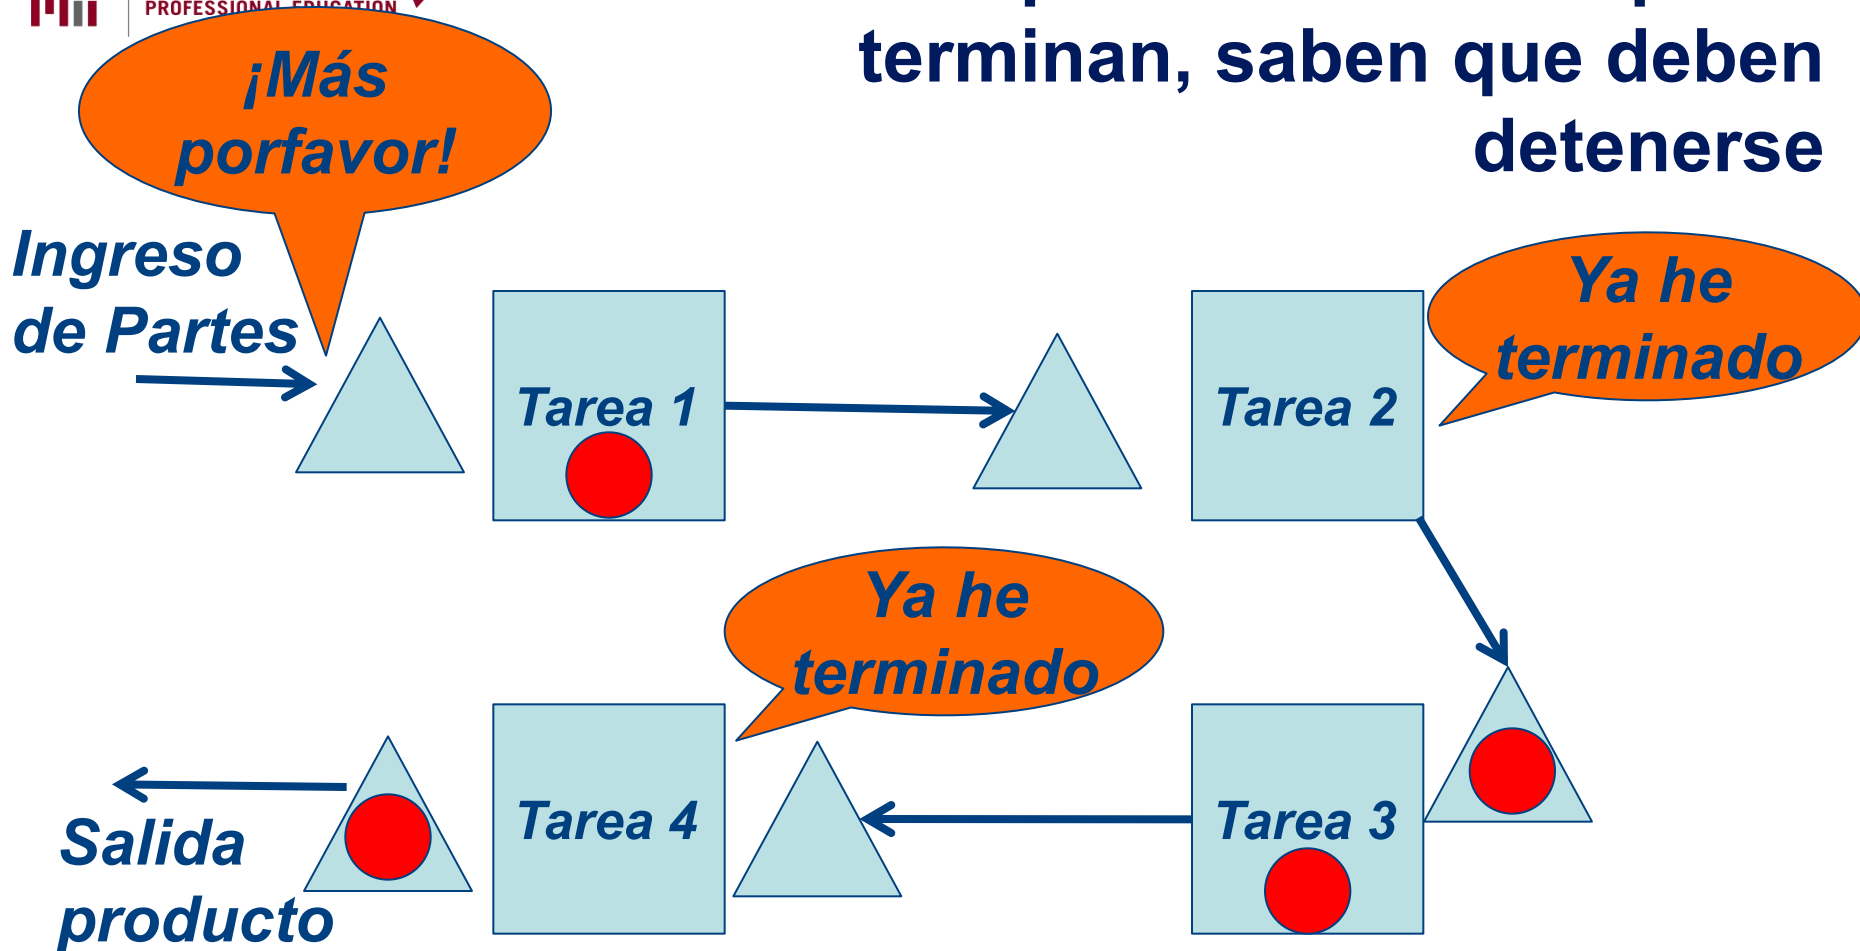 PROFESSIONAL EDUCATION
terminan, saben que deben
detenerse
¡Más
porfavor!
Ingreso
de Partes
Tarea 1
Tarea 2
Ya he
terminado
Ya he
terminado
Tarea 4
Tarea 3
Salida
producto